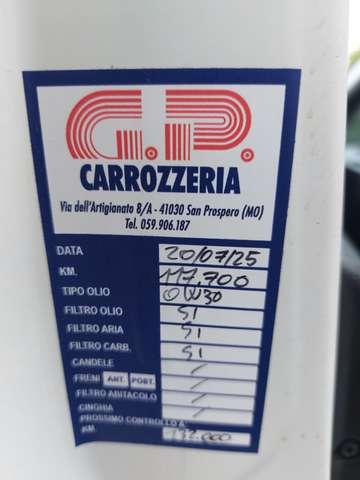 G.P.
CARROZZERIA
Via dell'Artigianato 8/A - 41030 San Prospero (MO)
Tel. 059.906.187
DATA 20/07/25
KM. 117.700
TIPO OLIO 0W30
FILTRO OLIO SI
FILTRO ARIA SI
FILTRO CARB. SI
CANDELE /
FRENI ANT. POST. /
FILTRO ABITACOLO /
CINGHIA /
PROSSIMO CONTROLLO A:
KM